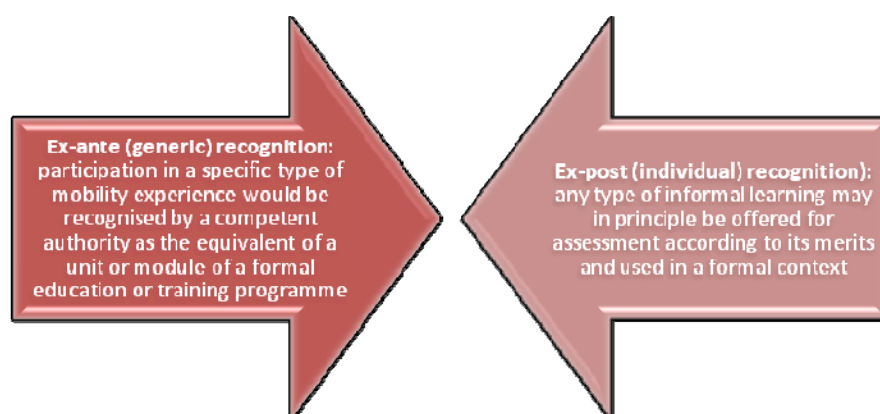 Ex-ante (generic) recognition:
participation in a specific type of
mobility experience would be
recognised by a competent
authority as the equivalent of a
unit or module of a formal
education or training programme
Ex-post (individual) recognition):
any type of informal learning may
in principle be offered for
assessment according to its merits
and used in a formal context